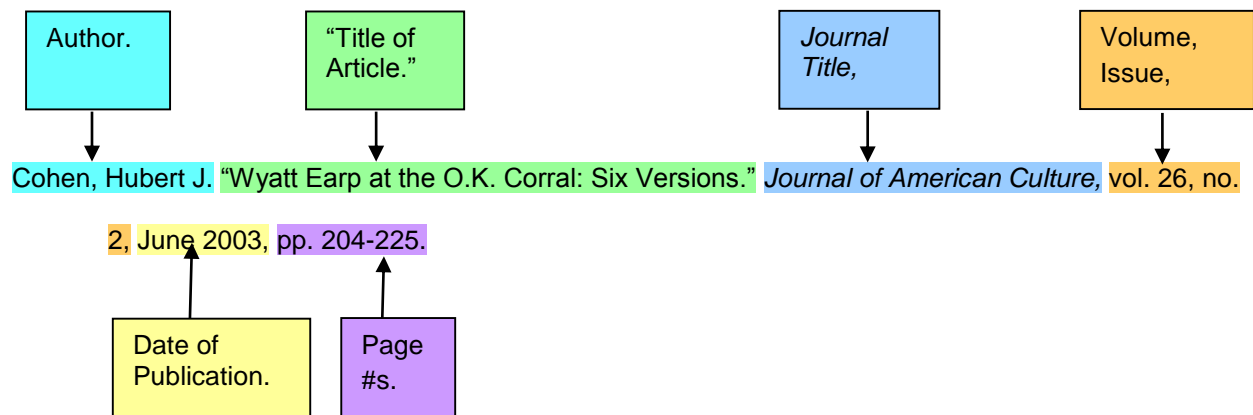 Author.
“Title of
Article.”
Journal
Title,
Volume,
Issue,
Cohen, Hubert J. “Wyatt Earp at the O.K. Corral: Six Versions.” Journal of American Culture, vol. 26, no.
2, June 2003, pp. 204-225.
Date of
Publication.
Page
#s.